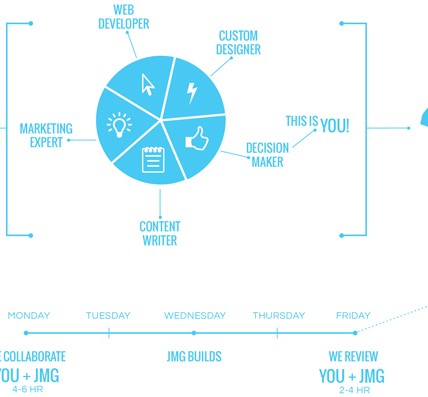 WEB
DEVELOPER
CUSTOM
DESIGNER
MARKETING
EXPERT
THIS IS YOU!
DECISION
MAKER
CONTENT
WRITER
MONDAY TUESDAY WEDNESDAY THURSDAY FRIDAY
E COLLABORATE JMG BUILDS WE REVIEW
YOU + JMG YOU + JMG
4-6 HR 2-4 HR